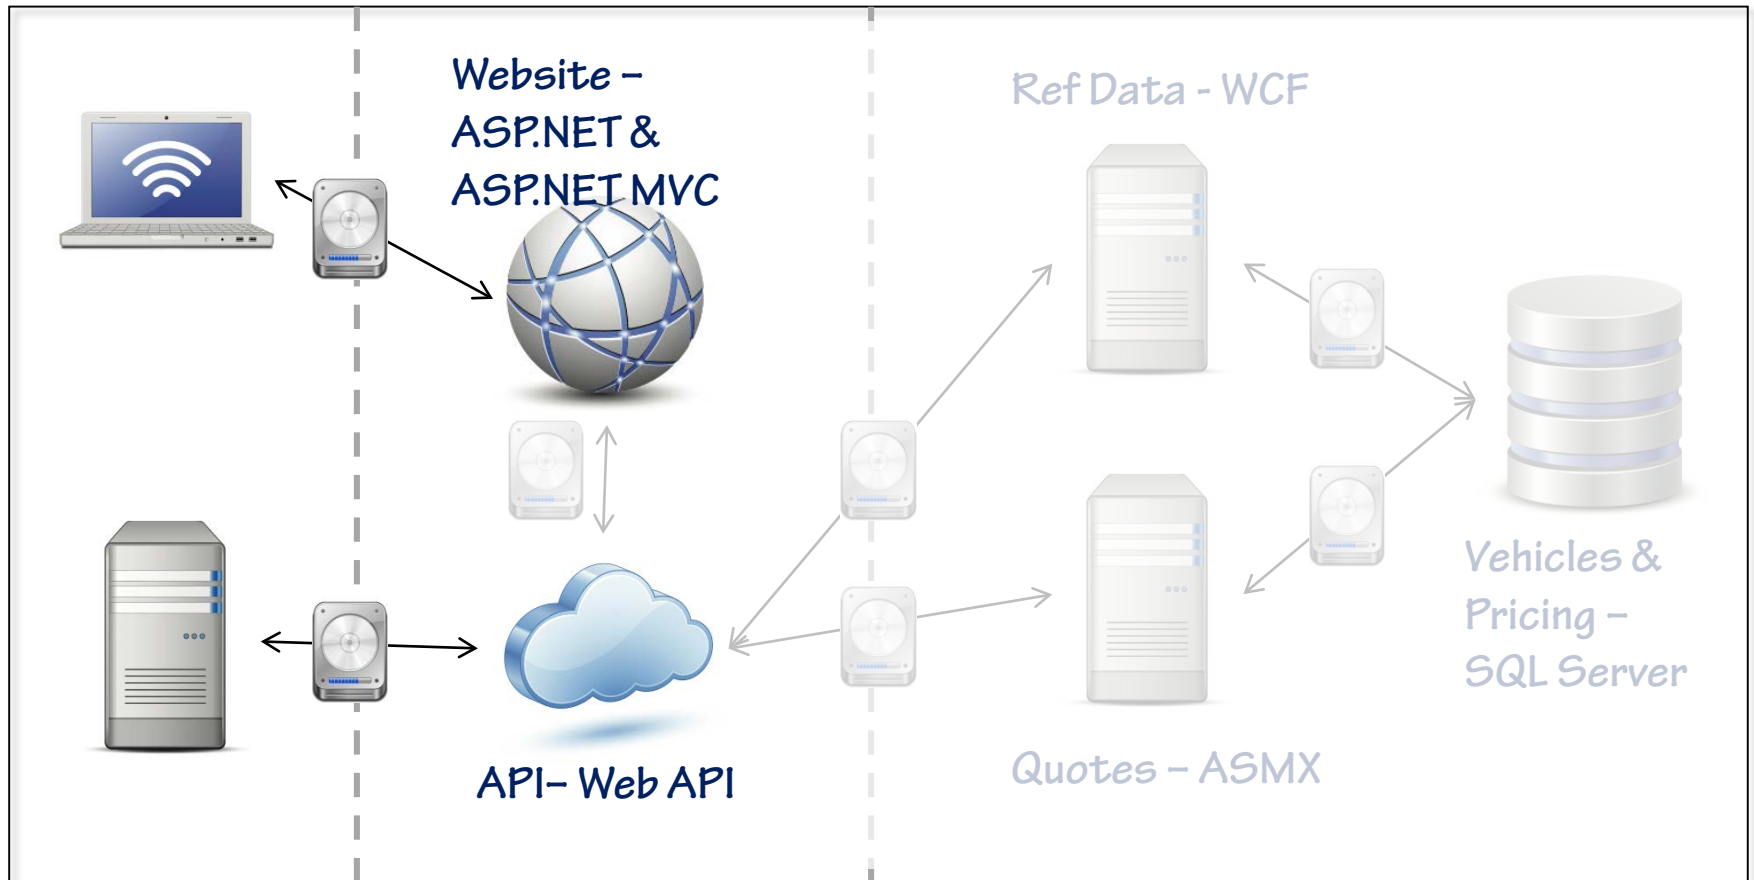 Website –
ASP.NET &
ASP.NET MVC
Ref Data - WCF
Vehicles &
Pricing –
SQL Server
API– Web API
Quotes – ASMX